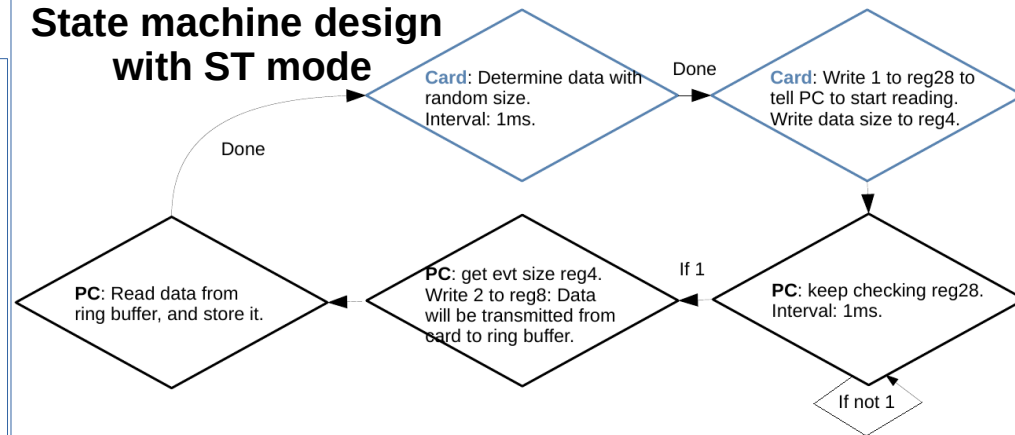 State machine design
with ST mode
Card: Determine data with
random size.
Interval: 1ms.
Done
Card: Write 1 to reg28 to
tell PC to start reading.
Write data size to reg4.
Done
PC: Read data from
ring buffer, and store it.
PC: get evt size reg4.
Write 2 to reg8: Data
will be transmitted from
card to ring buffer.
If 1
PC: keep checking reg28.
Interval: 1ms.
If not 1